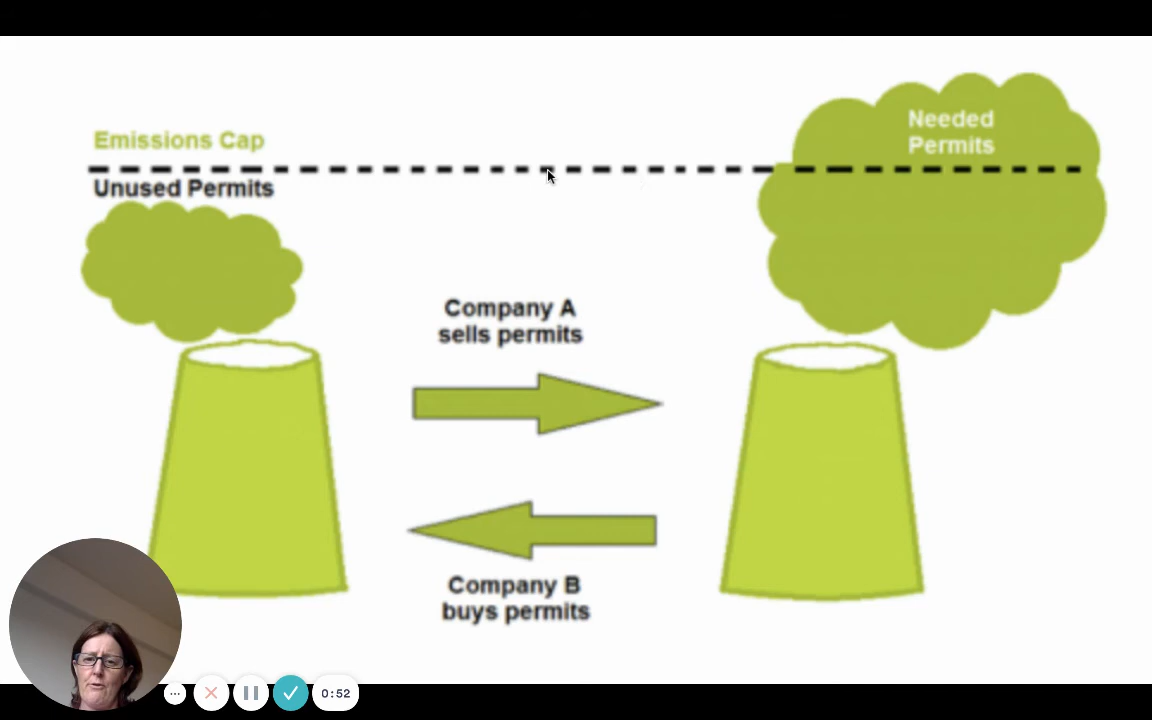 Emissions Cap
Unused Permits
Needed
Permits
Company A
sells permits
Company B
buys permits
0:52